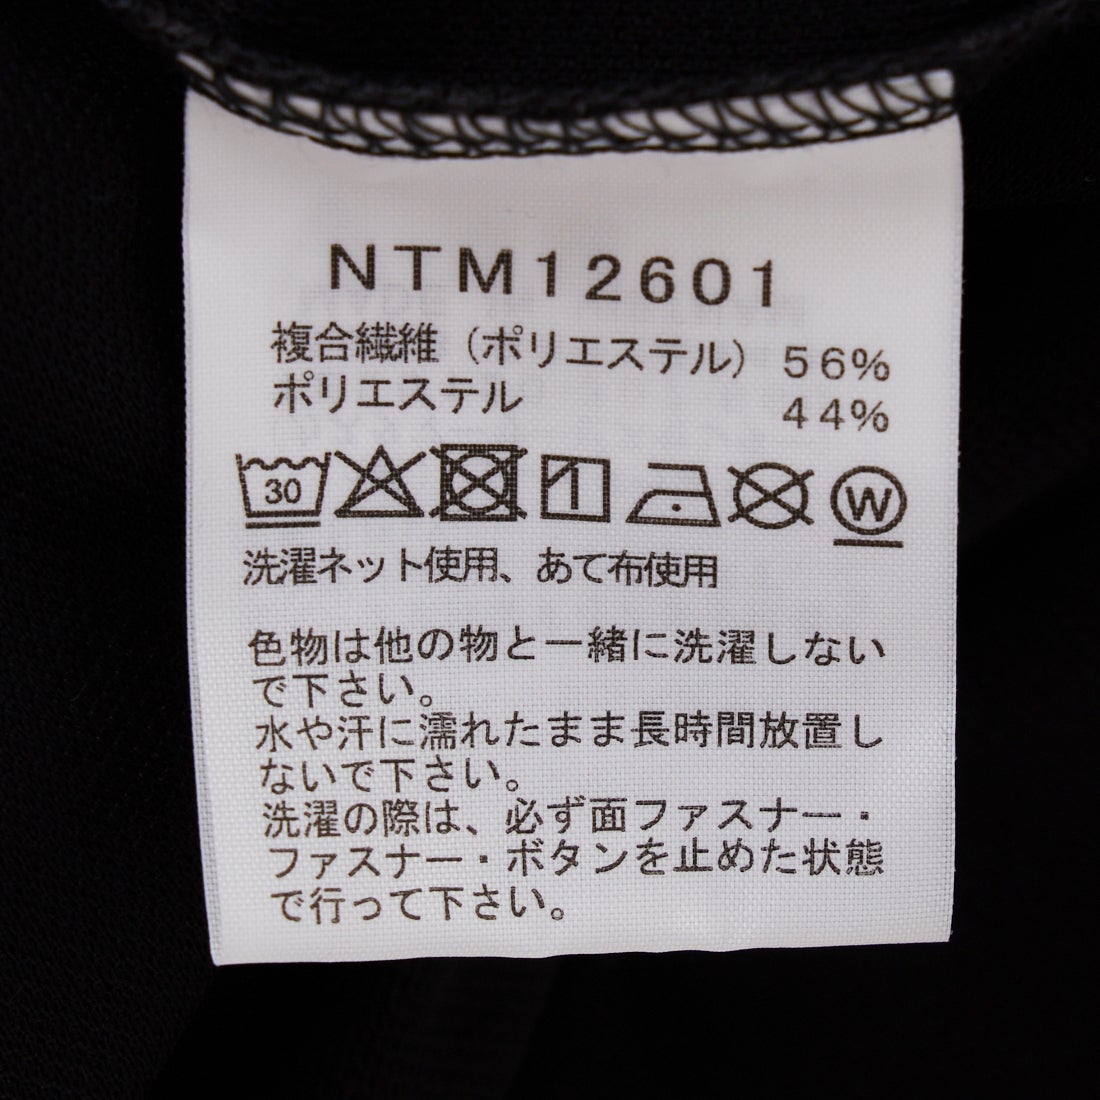 NTM12601
複合繊維（ポリエステル） 56%
ポリエステル 44%
30
W
洗濯ネット使用、あて布使用
色物は他の物と一緒に洗濯しない
で下さい。
水や汗に濡れたまま長時間放置し
ないで下さい。
洗濯の際は、必ず面ファスナー・
ファスナー・ボタンを止めた状態
で行って下さい。